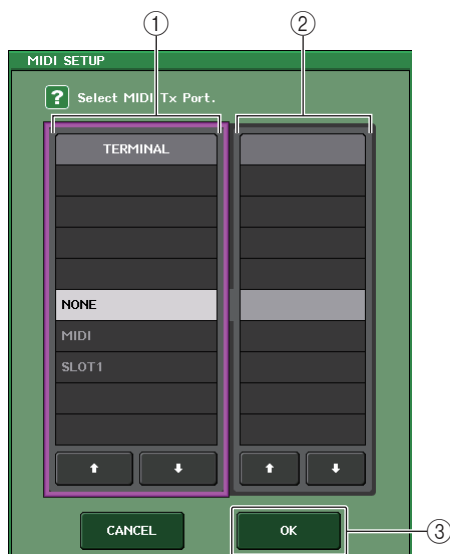 ① ②
MIDI SETUP
? Select MIDI Tx Port.
TERMINAL
NONE
MIDI
SLOT1
CANCEL OK ③